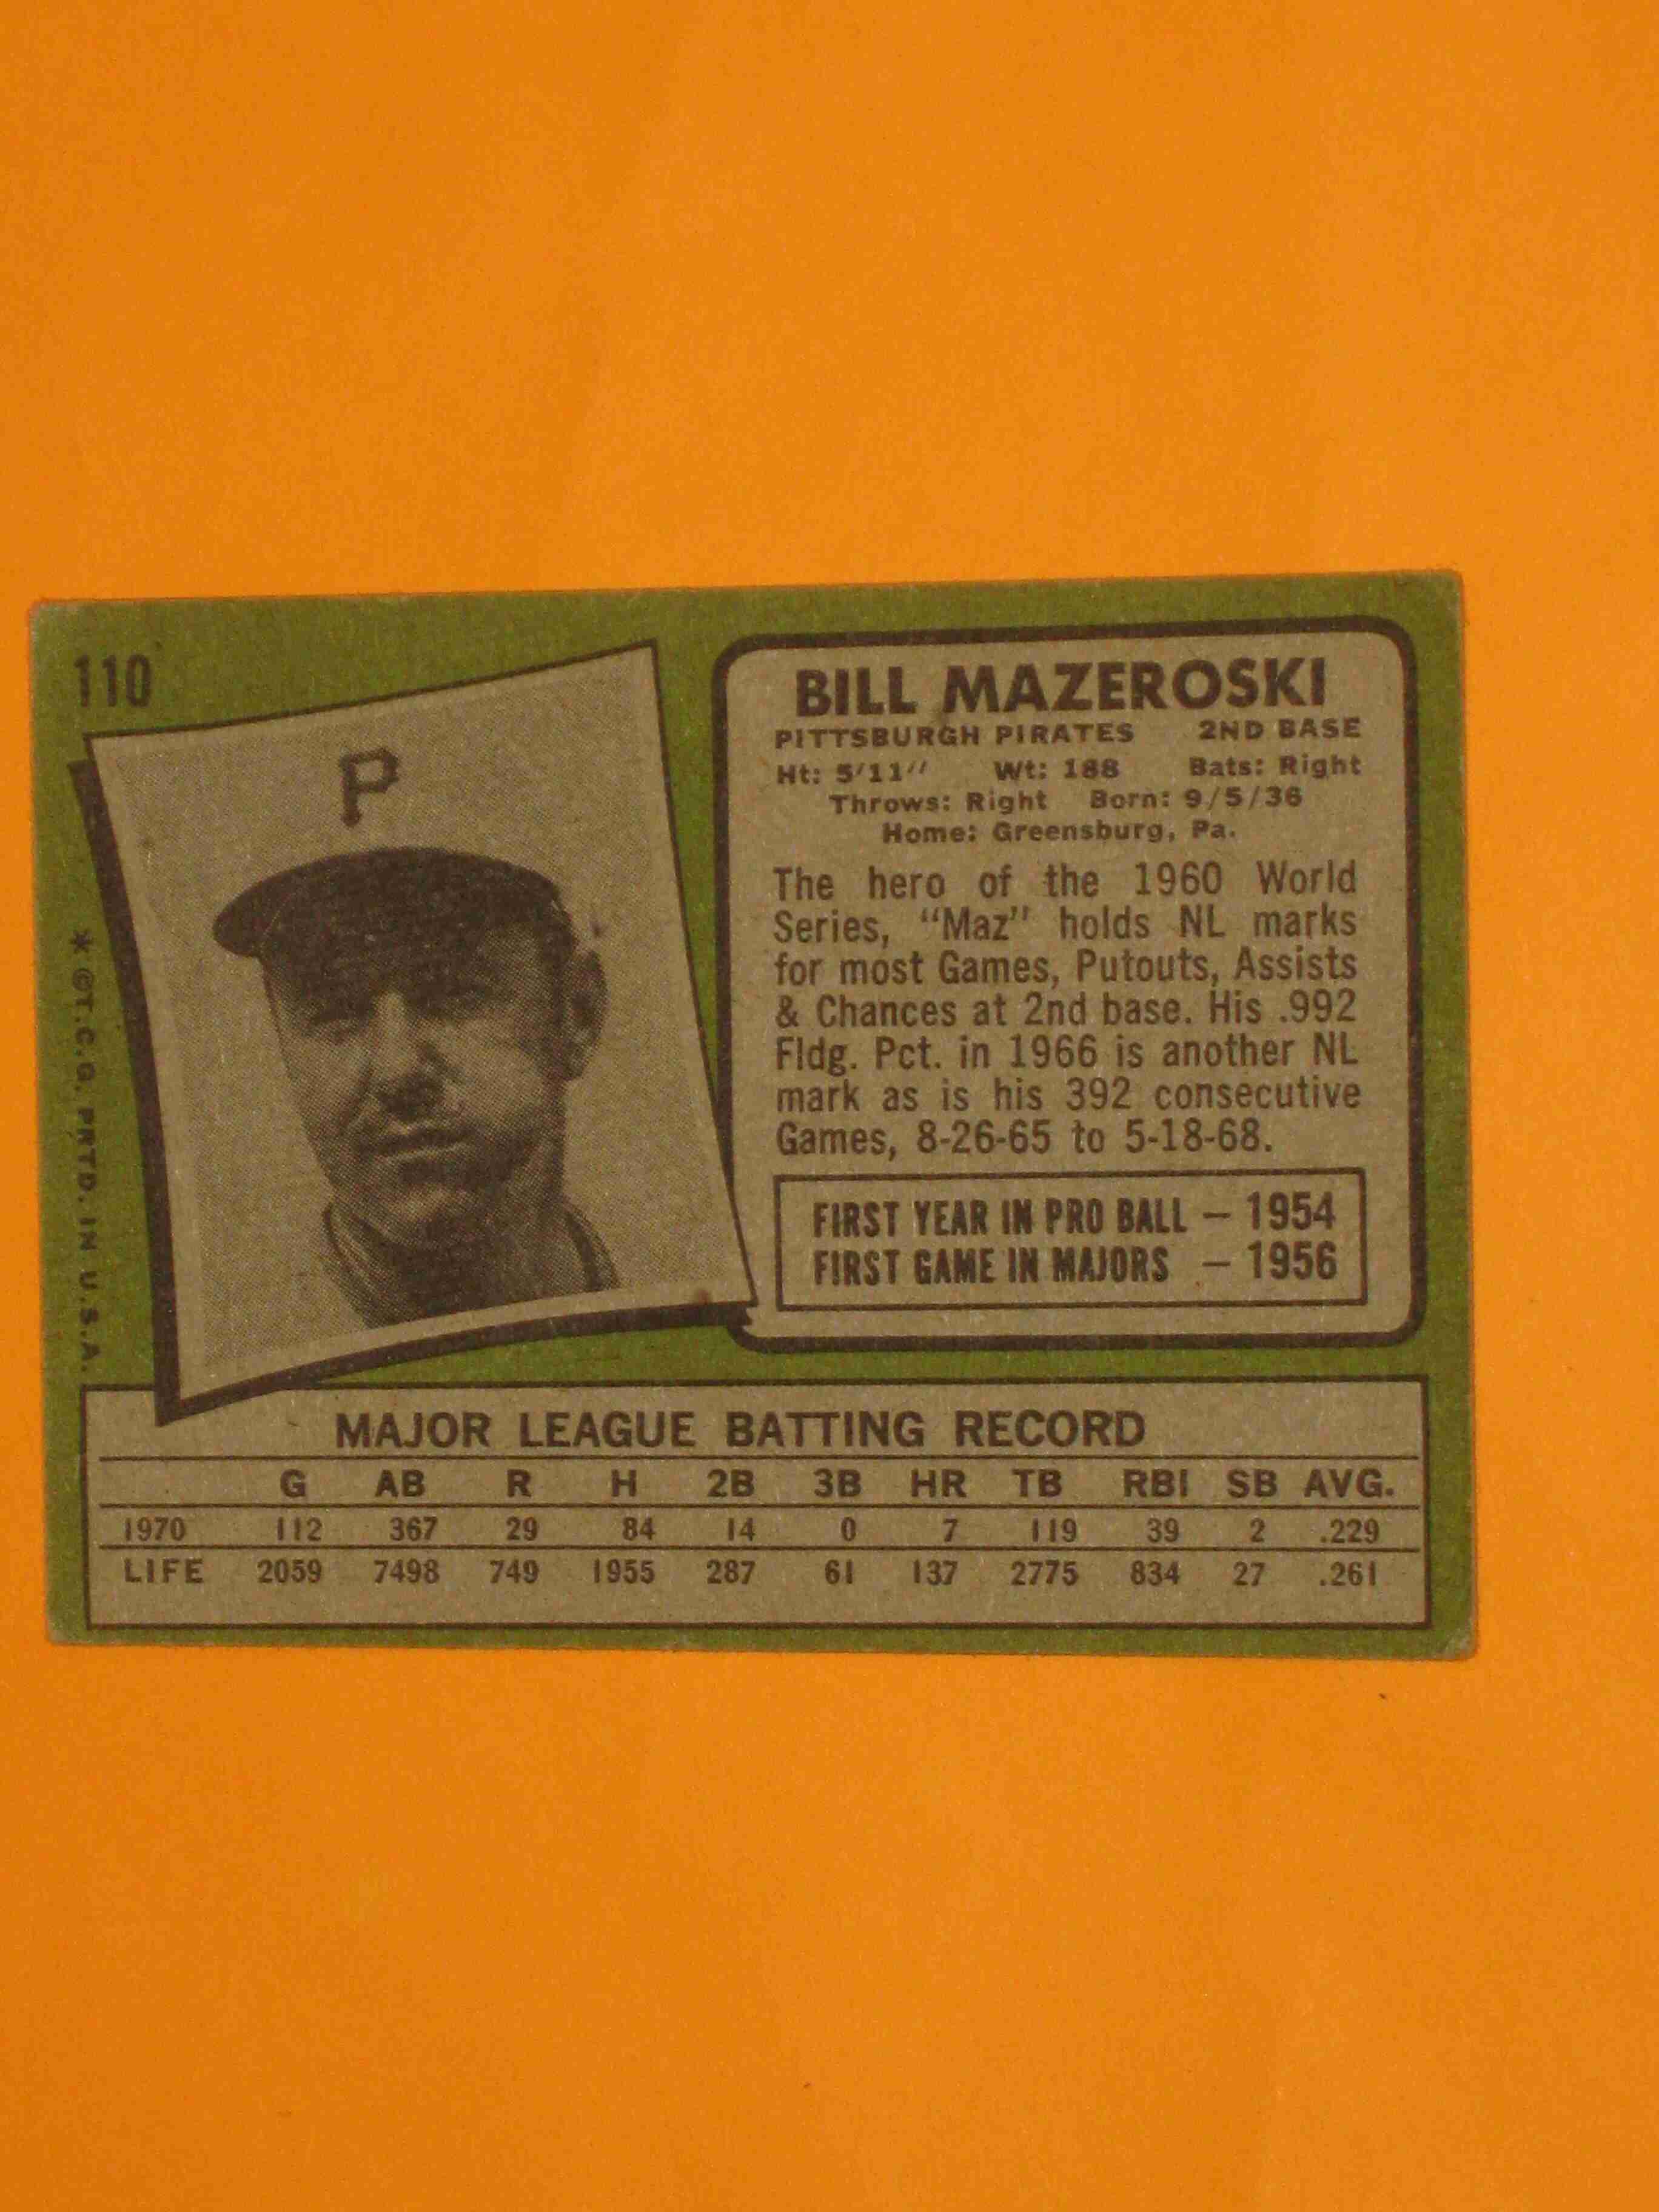 110
P
BILL MAZEROSKI
PITTSBURGH PIRATES 2ND BASE
Ht: 5'11" Wt: 188 Bats: Right
Throws: Right Born: 9/5/36
Home: Greensburg, Pa.
The hero of the 1960 World
Series, "Maz" holds NL marks
for most Games, Putouts, Assists
& Chances at 2nd base. His .992
Fldg. Pct. in 1966 is another NL
mark as is his 392 consecutive
Games, 8-26-65 to 5-18-68.
FIRST YEAR IN PRO BALL — 1954
FIRST GAME IN MAJORS — 1956
* ©T.C.G. PRTD. IN U.S.A.
MAJOR LEAGUE BATTING RECORD
G AB R H 2B 3B HR TB RBI SB AVG.
1970 112 367 29 84 14 0 7 119 39 2 .229
LIFE 2059 7498 749 1955 287 61 137 2775 834 27 .261